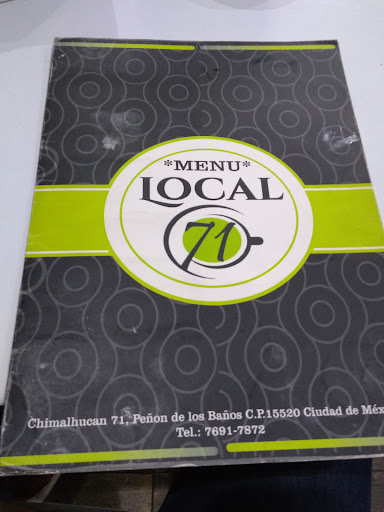 *MENU*
LOCAL
71
Chimalhucan 71, Peñon de los Baños C.P.15520 Ciudad de Méx
Tel.: 7691-7872